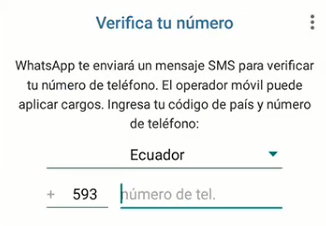 Verifica tu número
WhatsApp te enviará un mensaje SMS para verificar
tu número de teléfono. El operador móvil puede
aplicar cargos. Ingresa tu código de país y número
de teléfono:
Ecuador
+ 593 número de tel.